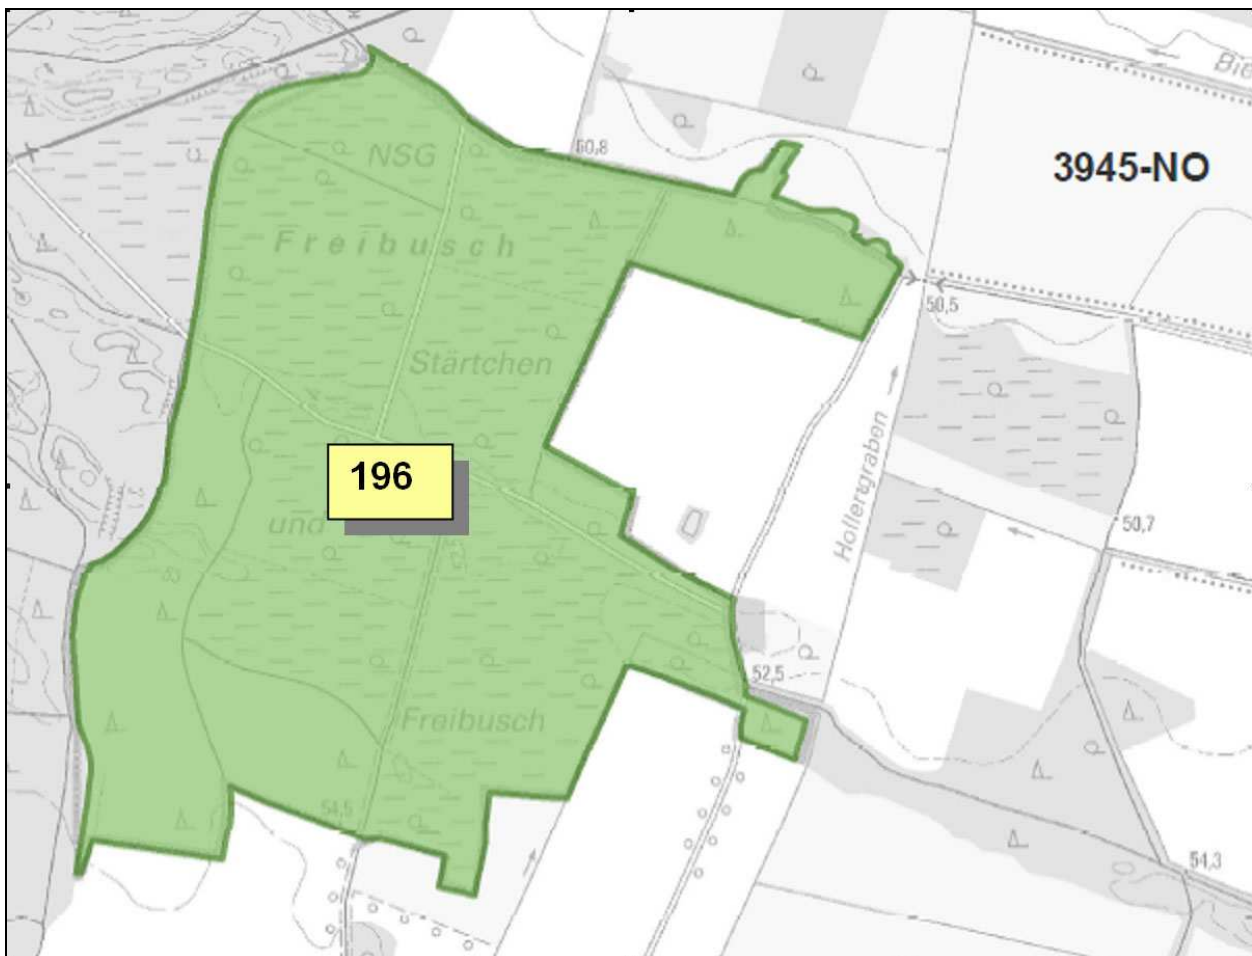 Bie
3945-NO
50,8
NSG
Freibusch
50,5
Stärtchen
Hollergraben
196
50,7
und
52,5
Freibusch
54,5
54,3